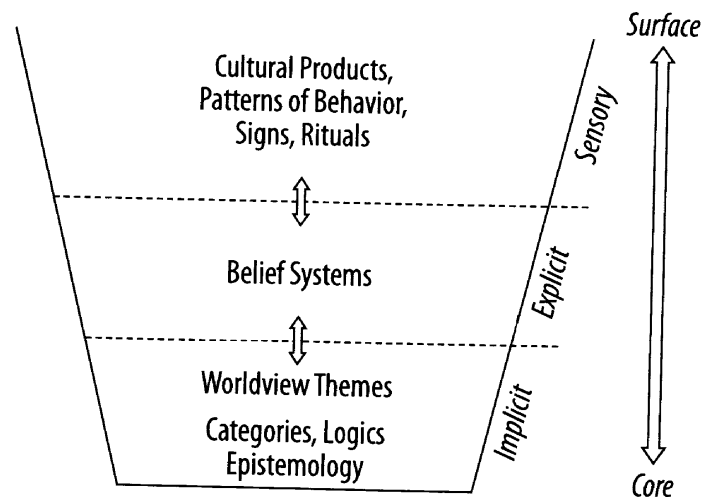 Surface
Cultural Products,
Patterns of Behavior,
Signs, Rituals
Sensory
Belief Systems
Explicit
Worldview Themes
Categories, Logics
Epistemology
Implicit
Core